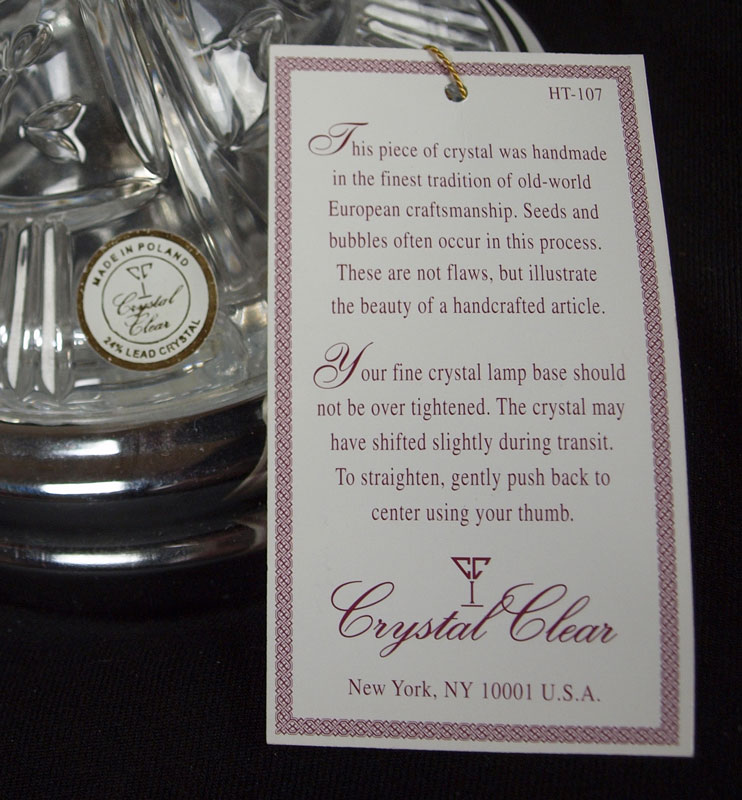 HT-107
This piece of crystal was handmade
in the finest tradition of old-world
European craftsmanship. Seeds and
bubbles often occur in this process.
These are not flaws, but illustrate
the beauty of a handcrafted article.
Your fine crystal lamp base should
not be over tightened. The crystal may
have shifted slightly during transit.
To straighten, gently push back to
center using your thumb.
CC
Crystal Clear
New York, NY 10001 U.S.A.
MADE IN POLAND
CC
Crystal
Clear
24% LEAD CRYSTAL